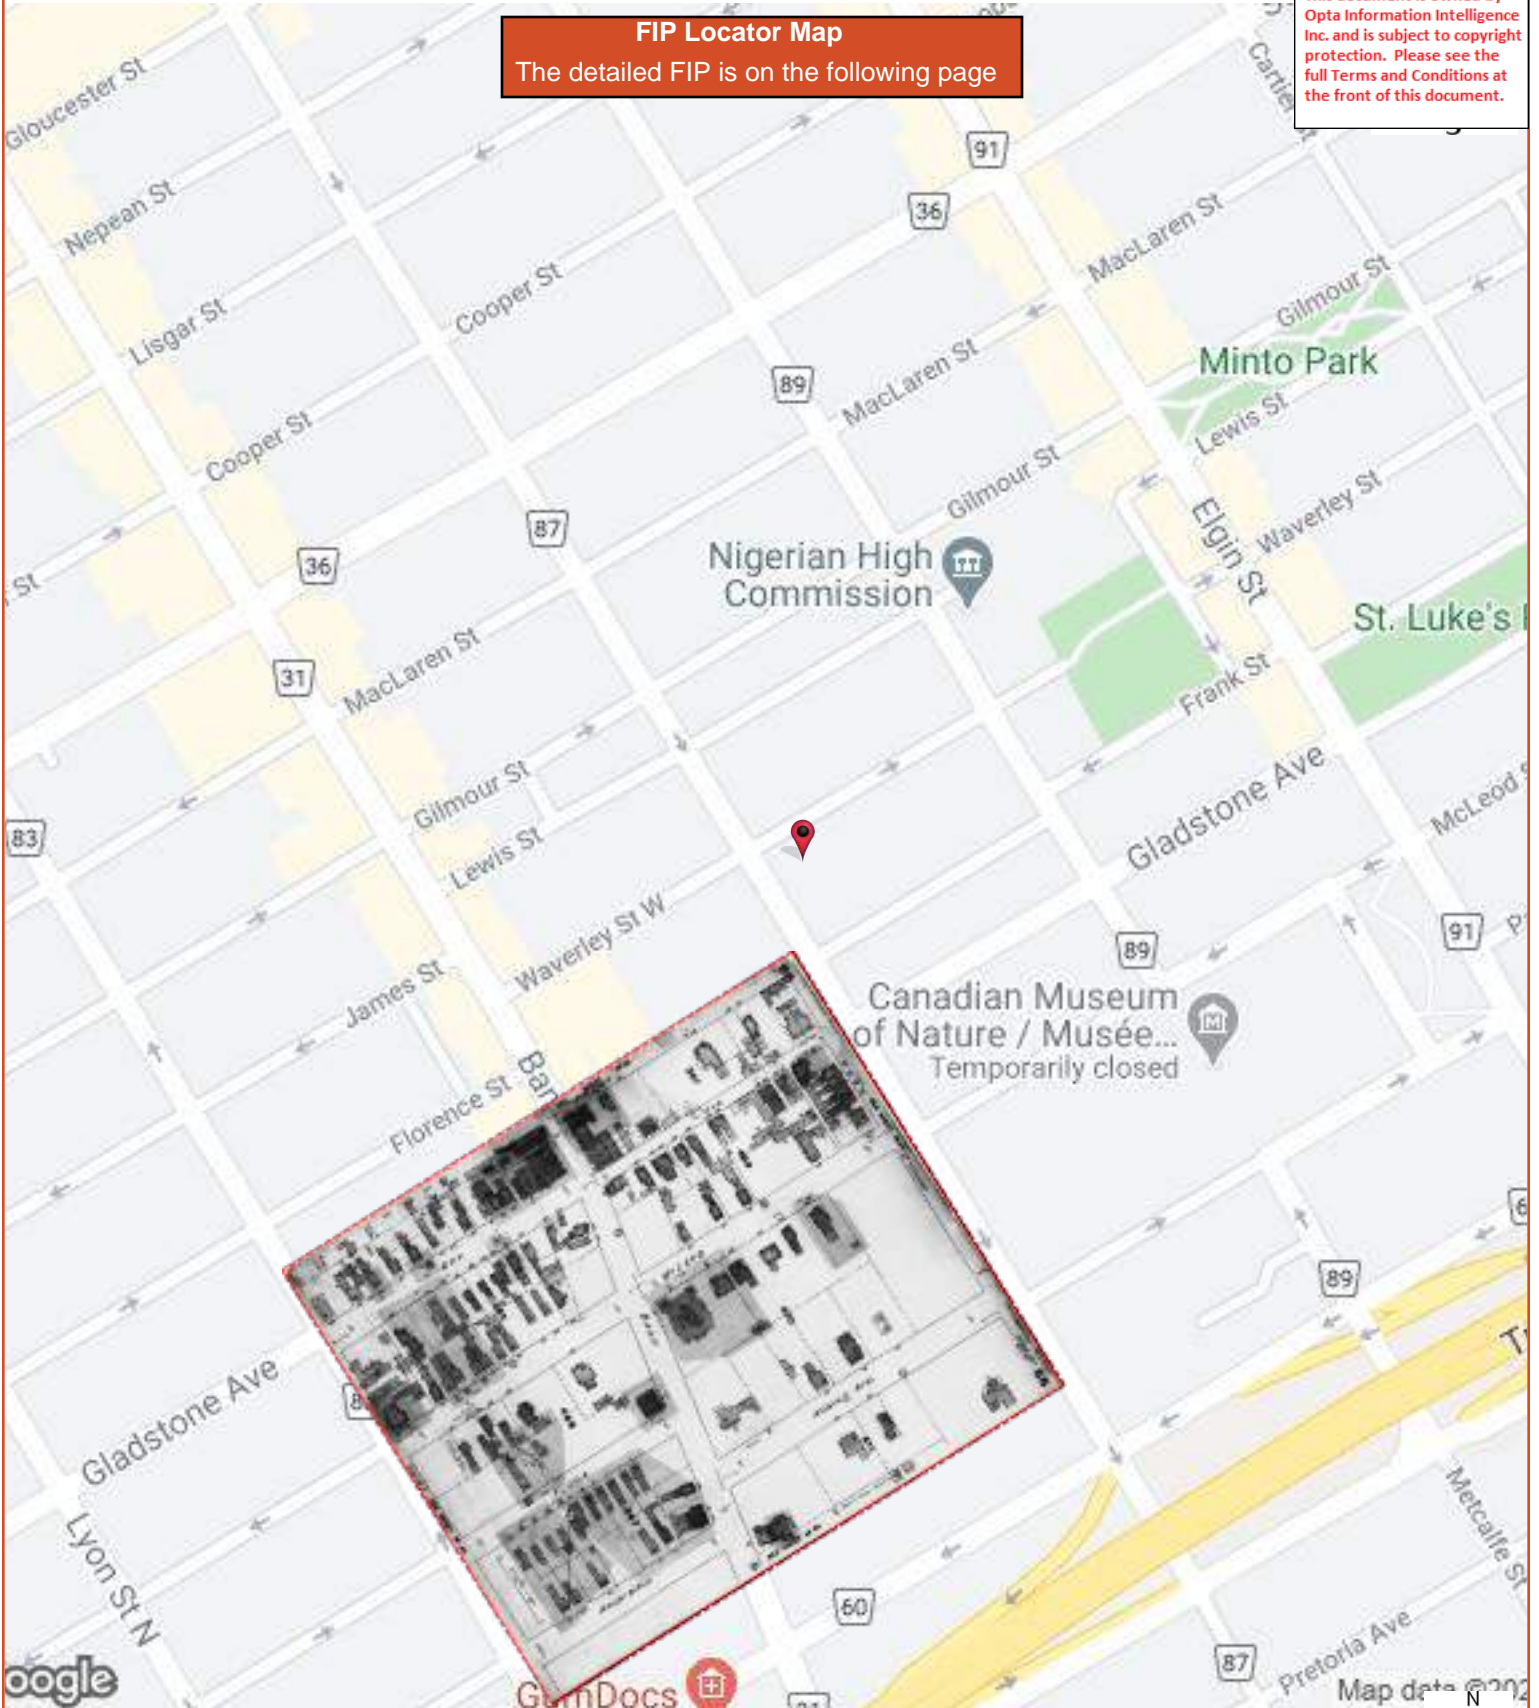 FIP Locator Map
The detailed FIP is on the following page
Opta Information Intelligence
Inc. and is subject to copyright
protection. Please see the
full Terms and Conditions at
the front of this document.
Gloucester St
Nepean St
Lisgar St
Cooper St
Cooper St
91
36
MacLaren St
Gilmour St
Minto Park
Lewis St
89
MacLaren St
Gilmour St
Waverley St
Elgin St
87
36
St
Nigerian High
Commission
St. Luke's
Frank St
31
MacLaren St
Gilmour St
Lewis St
Gladstone Ave
McLeod
83
Waverley St W
James St
89
91
Canadian Museum
of Nature / Musée...
Temporarily closed
Florence St
Ban
89
Gladstone Ave
Lyon St N
Metcalfe St
60
87
Pretoria Ave
oogle
GumDocs
Map data ©202
N